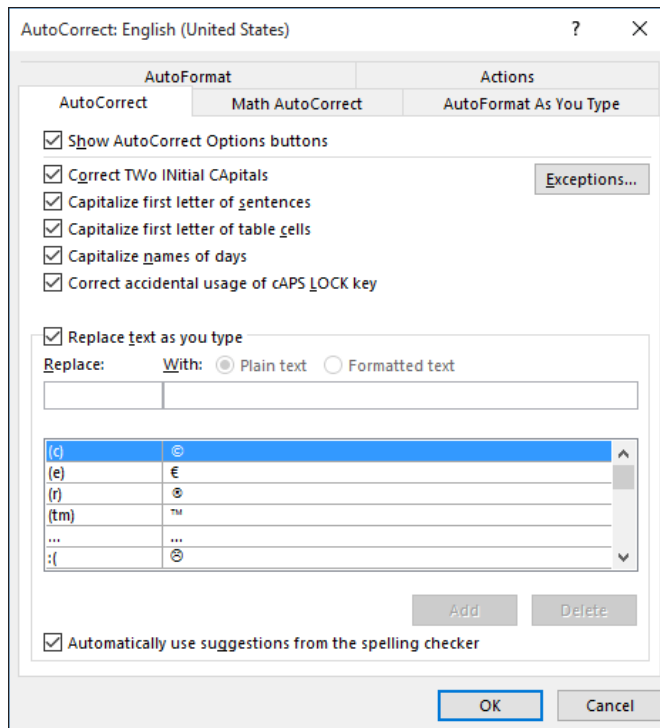 AutoCorrect: English (United States) ?
AutoFormat Actions
AutoCorrect Math AutoCorrect AutoFormat As You Type
Show AutoCorrect Options buttons
Correct TWo INitial CApitals Exceptions...
Capitalize first letter of sentences
Capitalize first letter of table cells
Capitalize names of days
Correct accidental usage of cAPS LOCK key
Replace text as you type
Replace: With: Plain text Formatted text
(c) ©
(e) €
(r) ®
(tm) ™
... ...
:( ☹
Add Delete
Automatically use suggestions from the spelling checker
OK Cancel